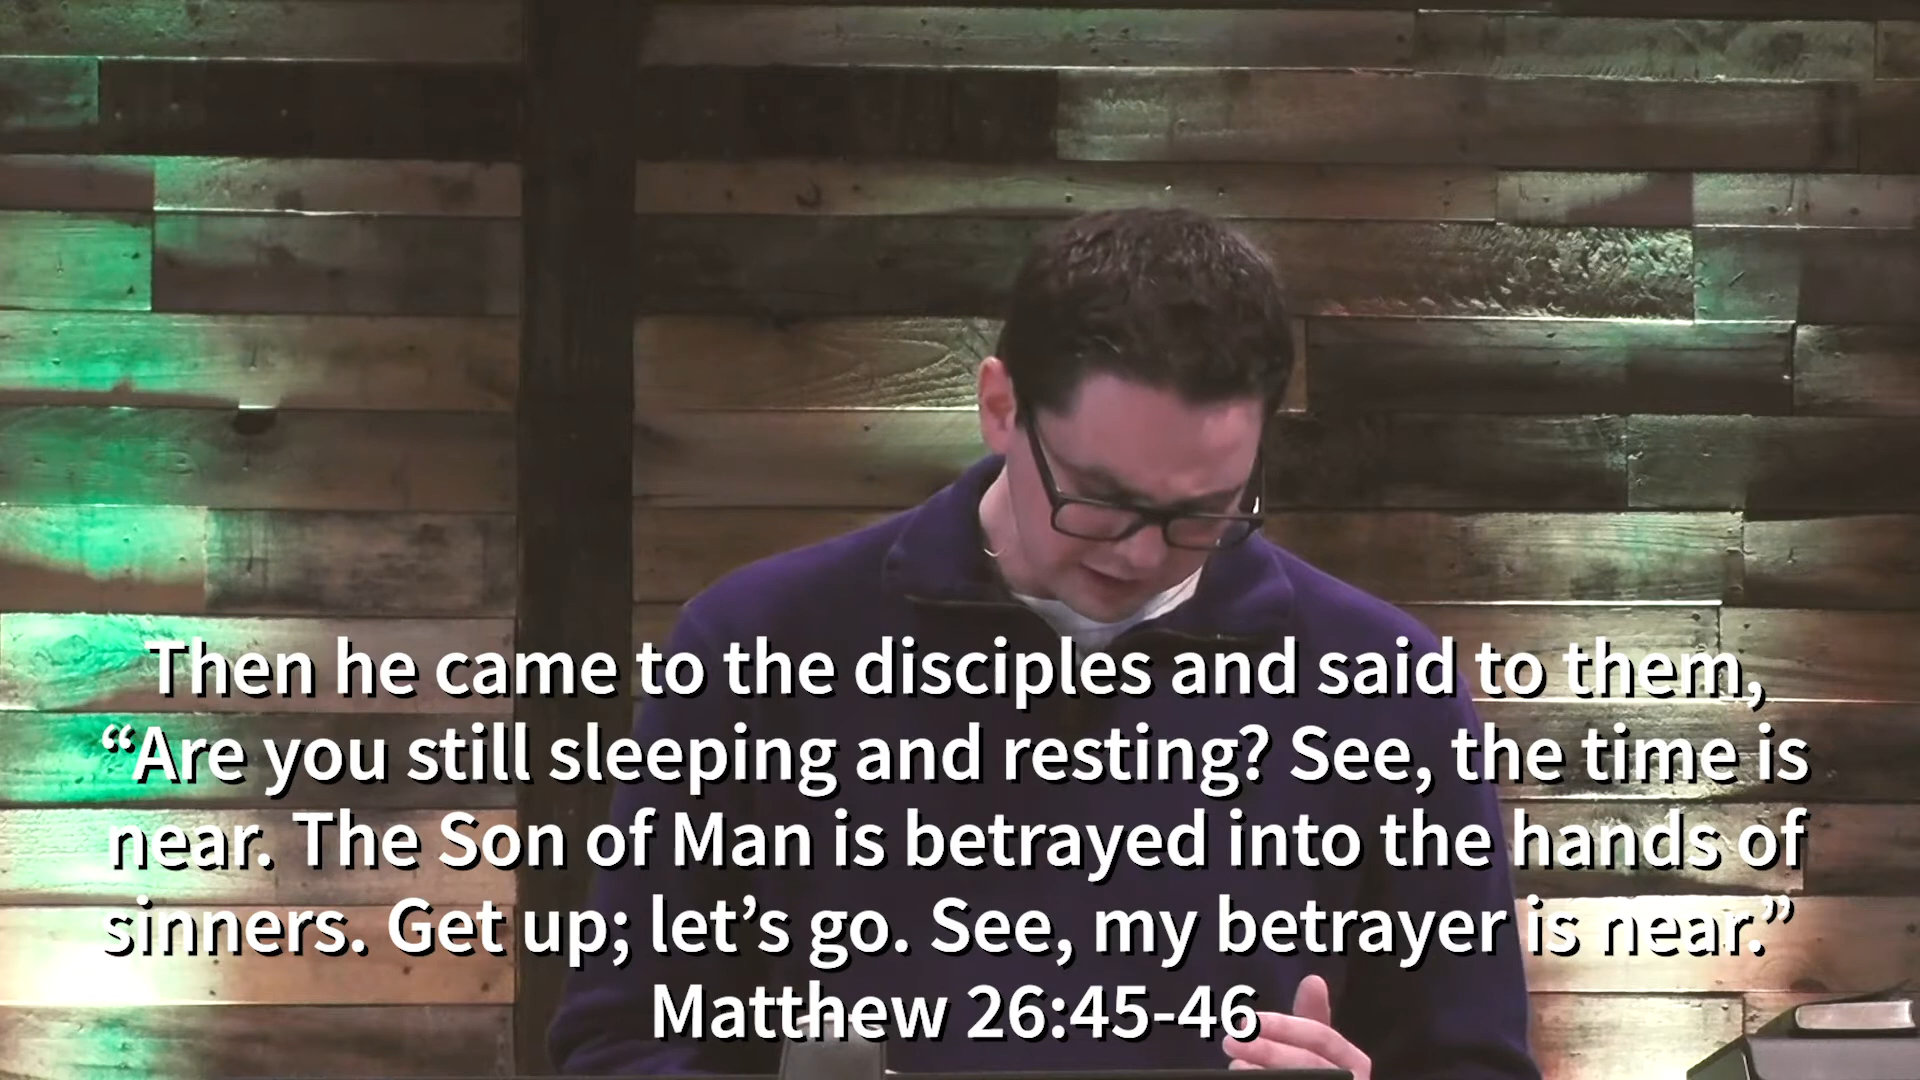 Then he came to the disciples and said to them,
“Are you still sleeping and resting? See, the time is
near. The Son of Man is betrayed into the hands of
sinners. Get up; let’s go. See, my betrayer is near.”
Matthew 26:45-46